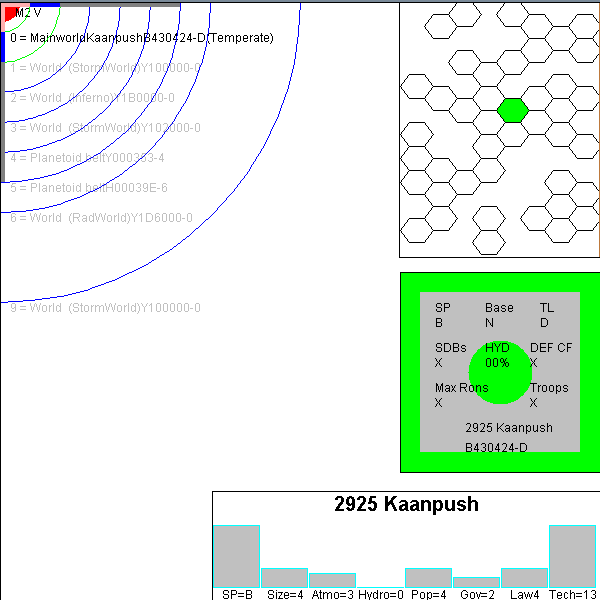 M2 V
0 = MainworldKaanpushB430424-D(Temperate)
1 = World  (StormWorld)Y100000-0
2 = World  (Inferno)Y1B0000-0
3 = World  (StormWorld)Y102000-0
4 = Planetoid beltY000353-4
5 = Planetoid beltH00039E-6
6 = World  (RadWorld)Y1D6000-0
9 = World  (StormWorld)Y100000-0
SP Base TL
B N D
SDBs HYD DEF CF
X 00% X
Max Rons Troops
X X
2925 Kaanpush
B430424-D
2925 Kaanpush
SP=B Size=4 Atmo=3 Hydro=0 Pop=4 Gov=2 Law4 Tech=13